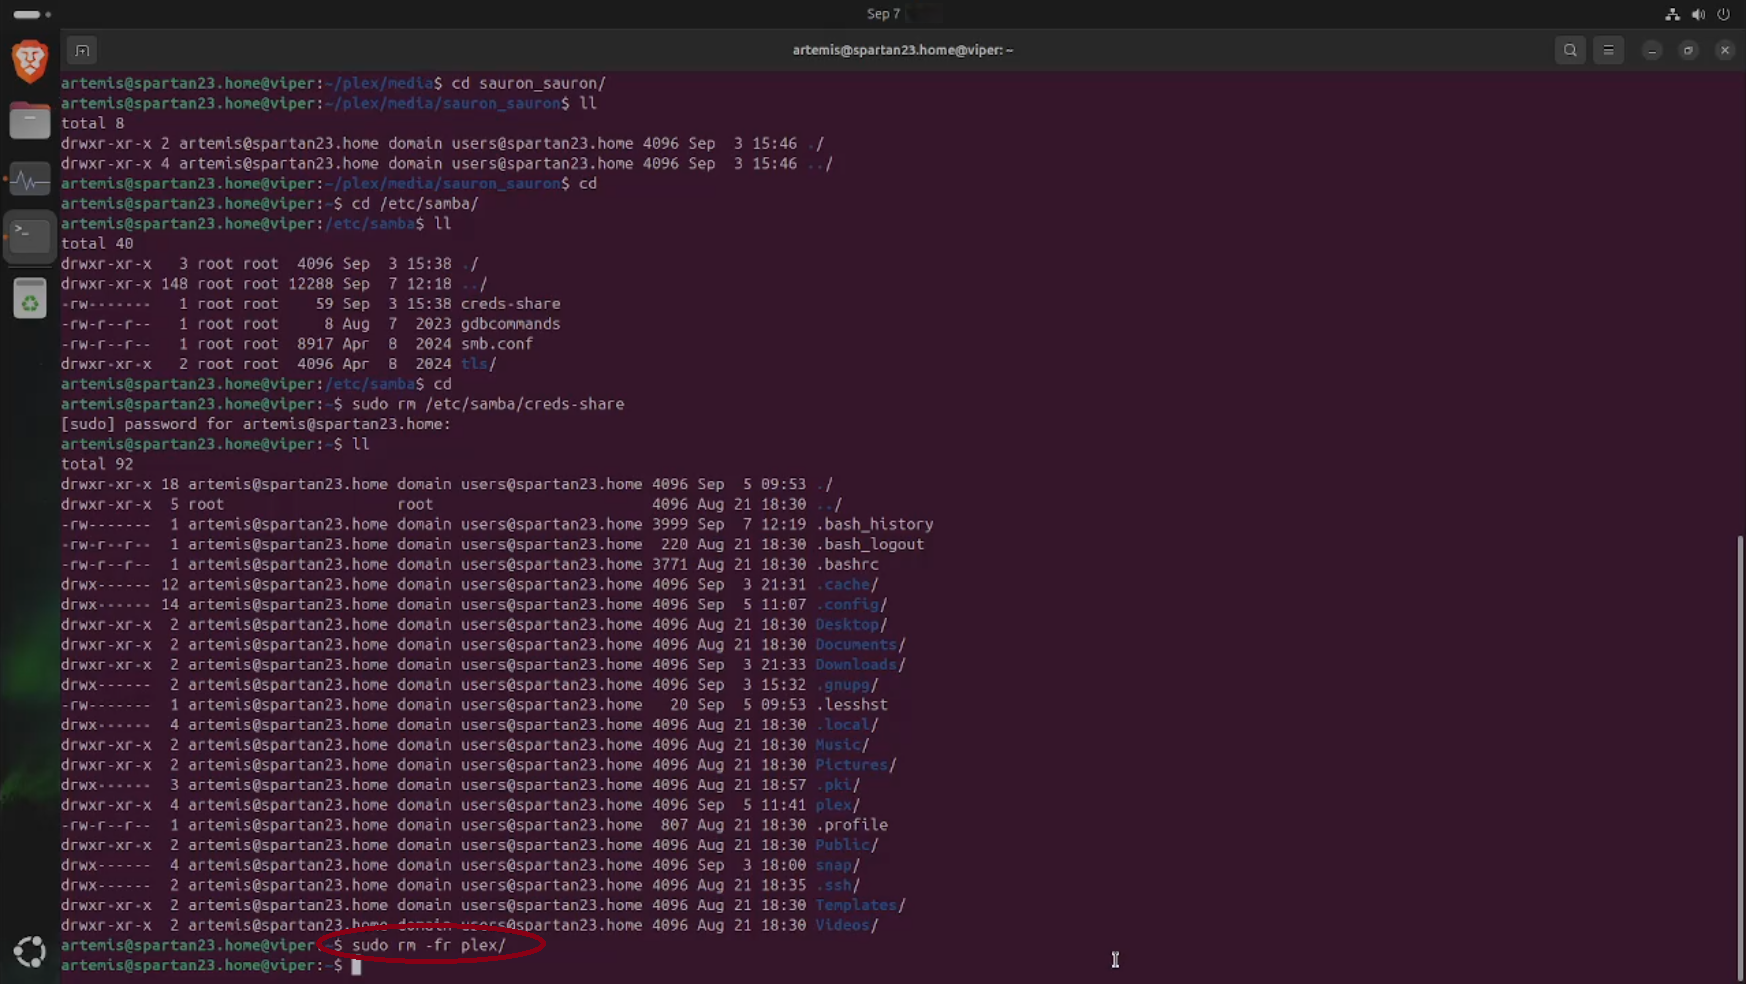 Sep 7
artemis@spartan23.home@viper: ~
artemis@spartan23.home@viper:~/plex/media$ cd sauron_sauron/
artemis@spartan23.home@viper:~/plex/media/sauron_sauron$ ll
total 8
drwxr-xr-x 2 artemis@spartan23.home domain users@spartan23.home 4096 Sep  3 15:46 ./
drwxr-xr-x 4 artemis@spartan23.home domain users@spartan23.home 4096 Sep  3 15:46 ../
artemis@spartan23.home@viper:~/plex/media/sauron_sauron$ cd
artemis@spartan23.home@viper:~$ cd /etc/samba/
artemis@spartan23.home@viper:/etc/samba$ ll
total 40
drwxr-xr-x   3 root root  4096 Sep  3 15:38 ./
drwxr-xr-x 148 root root 12288 Sep  7 12:18 ../
-rw-------   1 root root    59 Sep  3 15:38 creds-share
-rw-r--r--   1 root root     8 Aug  7  2023 gdbcommands
-rw-r--r--   1 root root  8917 Apr  8  2024 smb.conf
drwxr-xr-x   2 root root  4096 Apr  8  2024 tls/
artemis@spartan23.home@viper:/etc/samba$ cd
artemis@spartan23.home@viper:~$ sudo rm /etc/samba/creds-share
[sudo] password for artemis@spartan23.home:
artemis@spartan23.home@viper:~$ ll
total 92
drwxr-xr-x 18 artemis@spartan23.home domain users@spartan23.home 4096 Sep  5 09:53 ./
drwxr-xr-x  5 root                   root                        4096 Aug 21 18:30 ../
-rw-------  1 artemis@spartan23.home domain users@spartan23.home 3999 Sep  7 12:19 .bash_history
-rw-r--r--  1 artemis@spartan23.home domain users@spartan23.home  220 Aug 21 18:30 .bash_logout
-rw-r--r--  1 artemis@spartan23.home domain users@spartan23.home 3771 Aug 21 18:30 .bashrc
drwx------ 12 artemis@spartan23.home domain users@spartan23.home 4096 Sep  3 21:31 .cache/
drwx------ 14 artemis@spartan23.home domain users@spartan23.home 4096 Sep  5 11:07 .config/
drwxr-xr-x  2 artemis@spartan23.home domain users@spartan23.home 4096 Aug 21 18:30 Desktop/
drwxr-xr-x  2 artemis@spartan23.home domain users@spartan23.home 4096 Aug 21 18:30 Documents/
drwxr-xr-x  2 artemis@spartan23.home domain users@spartan23.home 4096 Sep  3 21:33 Downloads/
drwx------  2 artemis@spartan23.home domain users@spartan23.home 4096 Sep  3 15:32 .gnupg/
-rw-------  1 artemis@spartan23.home domain users@spartan23.home   20 Sep  5 09:53 .lesshst
drwx------  4 artemis@spartan23.home domain users@spartan23.home 4096 Aug 21 18:30 .local/
drwxr-xr-x  2 artemis@spartan23.home domain users@spartan23.home 4096 Aug 21 18:30 Music/
drwxr-xr-x  2 artemis@spartan23.home domain users@spartan23.home 4096 Aug 21 18:30 Pictures/
drwx------  3 artemis@spartan23.home domain users@spartan23.home 4096 Aug 21 18:57 .pki/
drwxr-xr-x  4 artemis@spartan23.home domain users@spartan23.home 4096 Sep  5 11:41 plex/
-rw-r--r--  1 artemis@spartan23.home domain users@spartan23.home  807 Aug 21 18:30 .profile
drwxr-xr-x  2 artemis@spartan23.home domain users@spartan23.home 4096 Aug 21 18:30 Public/
drwx------  4 artemis@spartan23.home domain users@spartan23.home 4096 Sep  3 18:00 snap/
drwx------  2 artemis@spartan23.home domain users@spartan23.home 4096 Aug 21 18:35 .ssh/
drwxr-xr-x  2 artemis@spartan23.home domain users@spartan23.home 4096 Aug 21 18:30 Templates/
drwxr-xr-x  2 artemis@spartan23.home domain users@spartan23.home 4096 Aug 21 18:30 Videos/
artemis@spartan23.home@viper:~$ sudo rm -fr plex/
artemis@spartan23.home@viper:~$